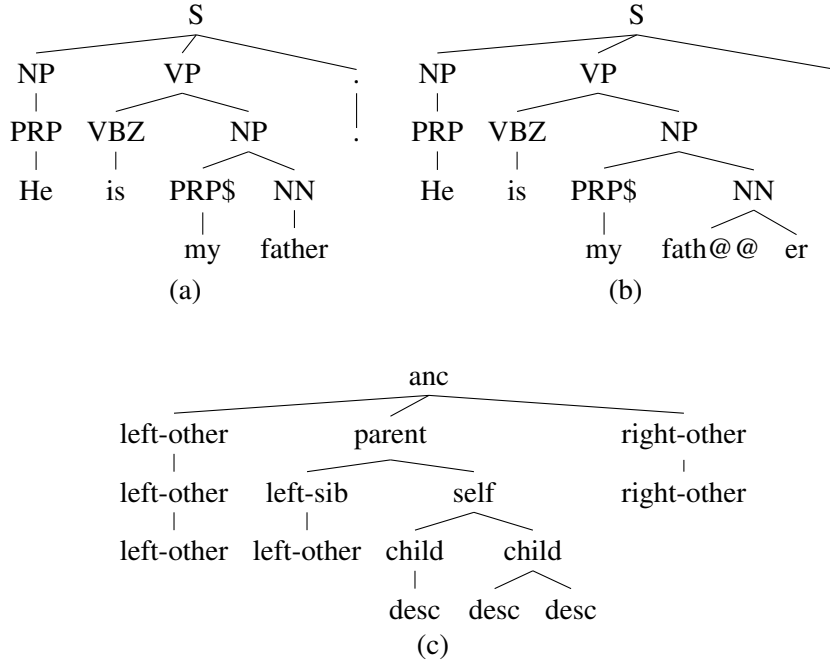 S S
NP VP . NP VP
PRP VBZ NP . PRP VBZ NP
He is PRP$ NN He is PRP$ NN
my father my fath@@ er
(a) (b)
anc
left-other parent right-other
left-other left-sib self right-other
left-other left-other child child
desc desc desc
(c)